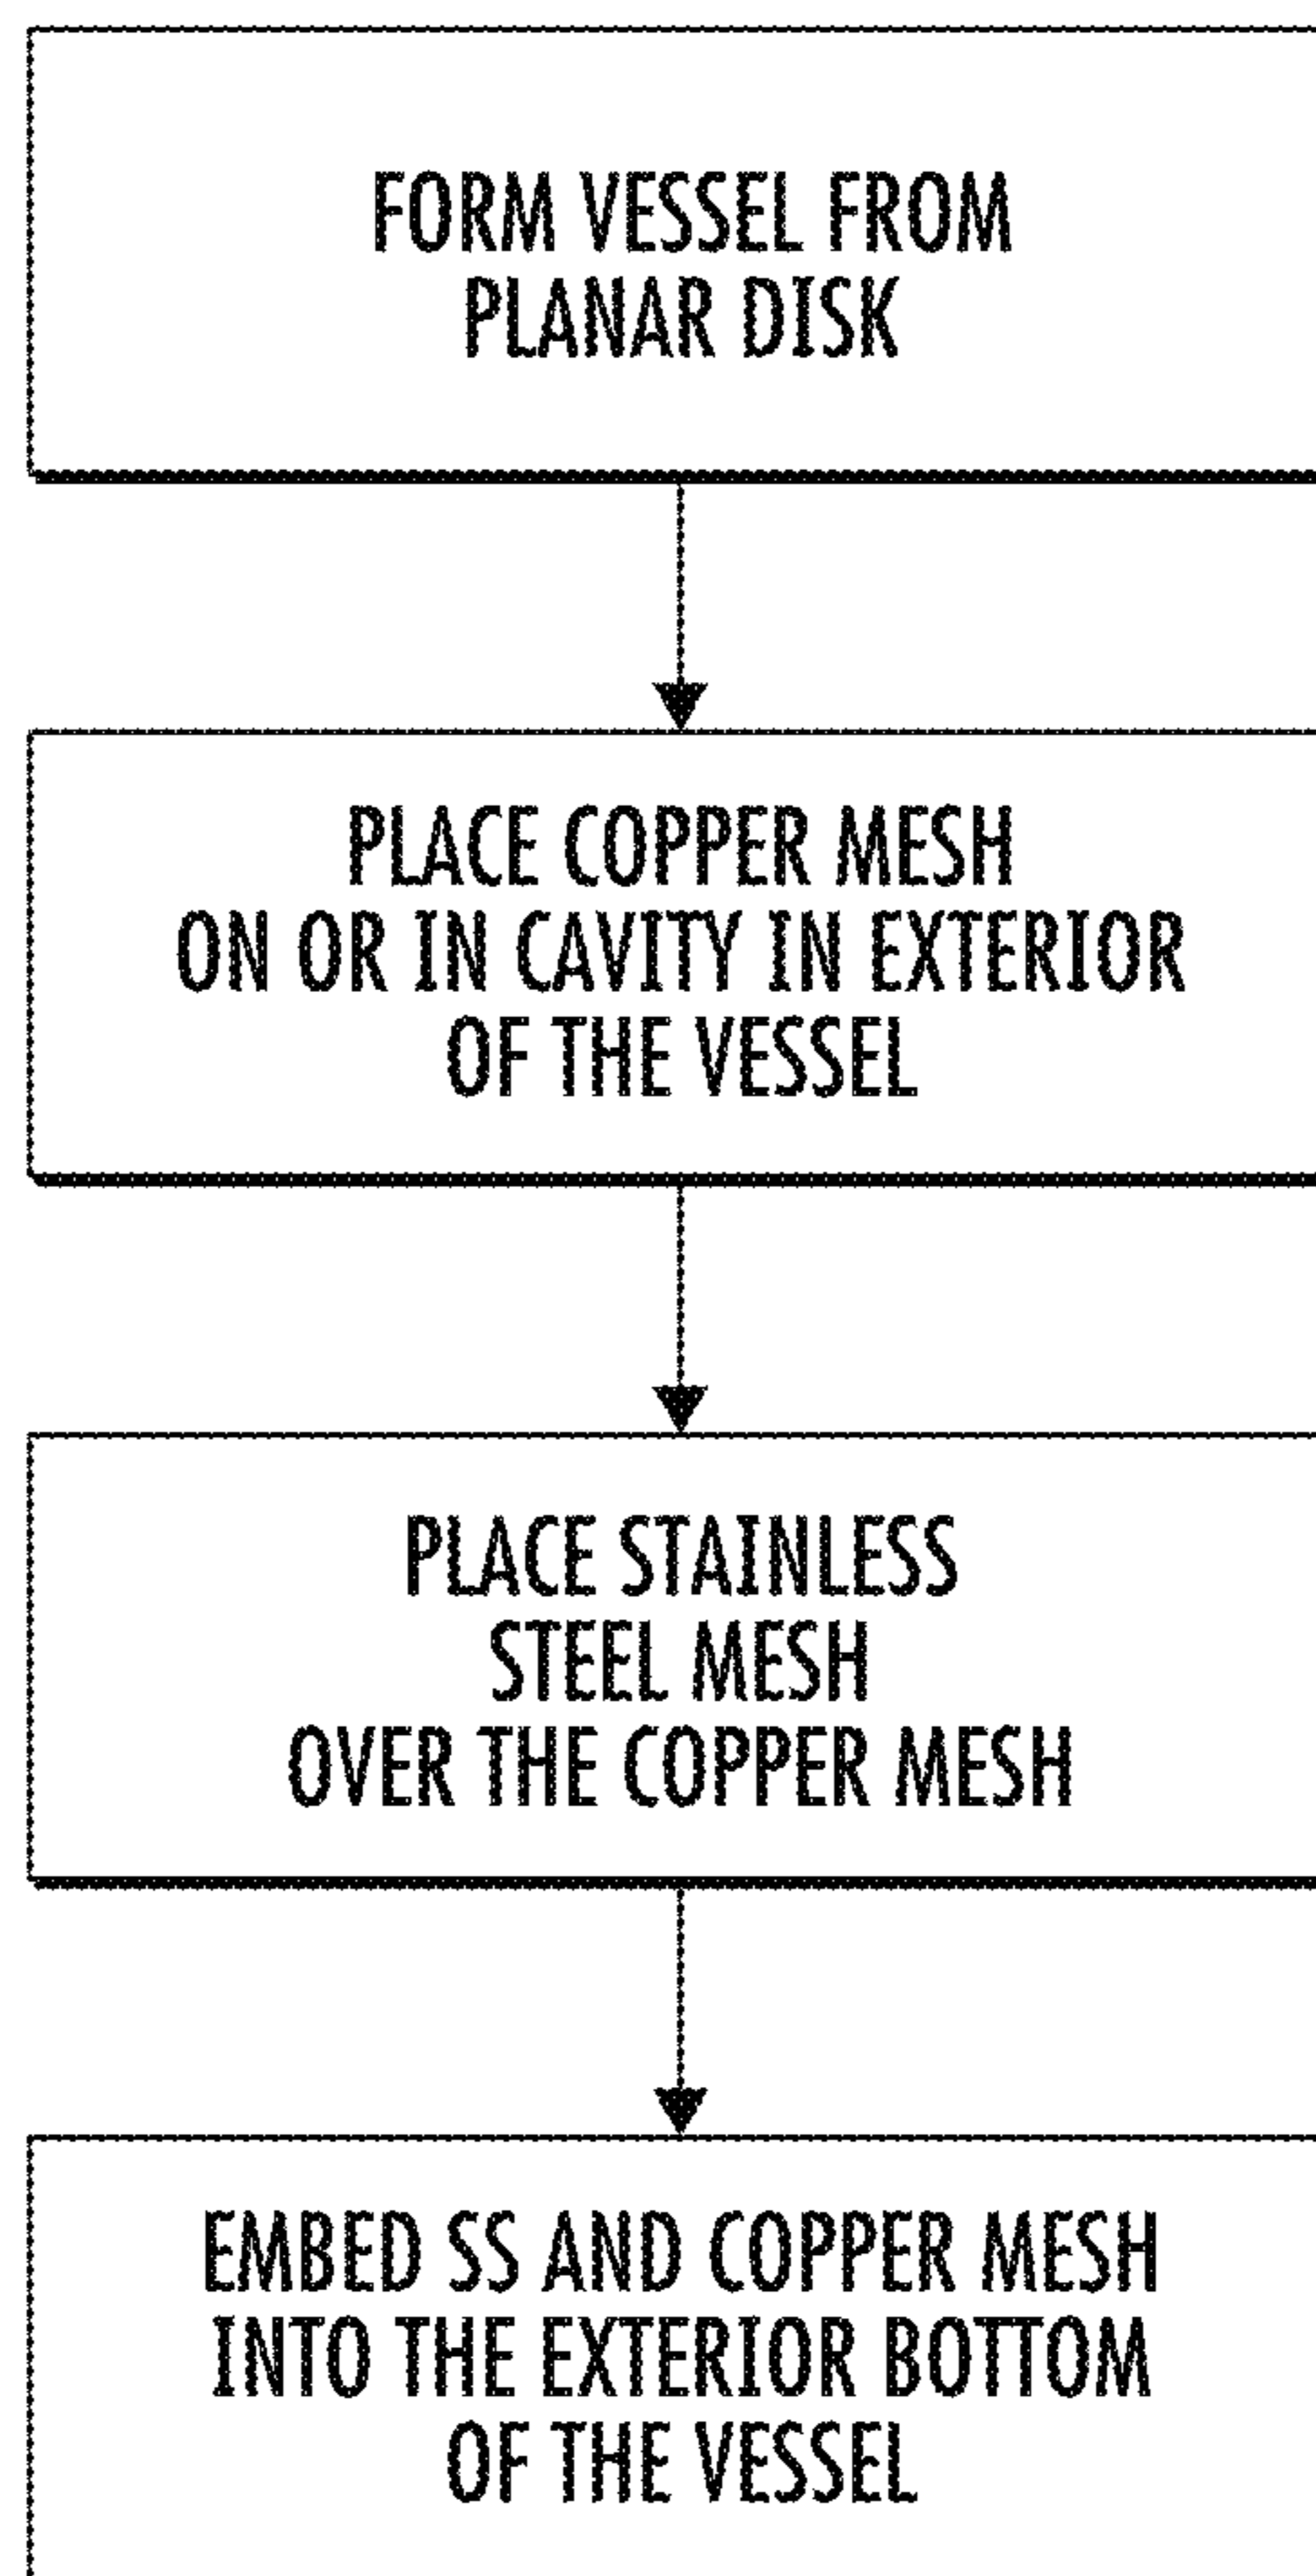 FORM VESSEL FROM
PLANAR DISK
PLACE COPPER MESH
ON OR IN CAVITY IN EXTERIOR
OF THE VESSEL
PLACE STAINLESS
STEEL MESH
OVER THE COPPER MESH
EMBED SS AND COPPER MESH
INTO THE EXTERIOR BOTTOM
OF THE VESSEL